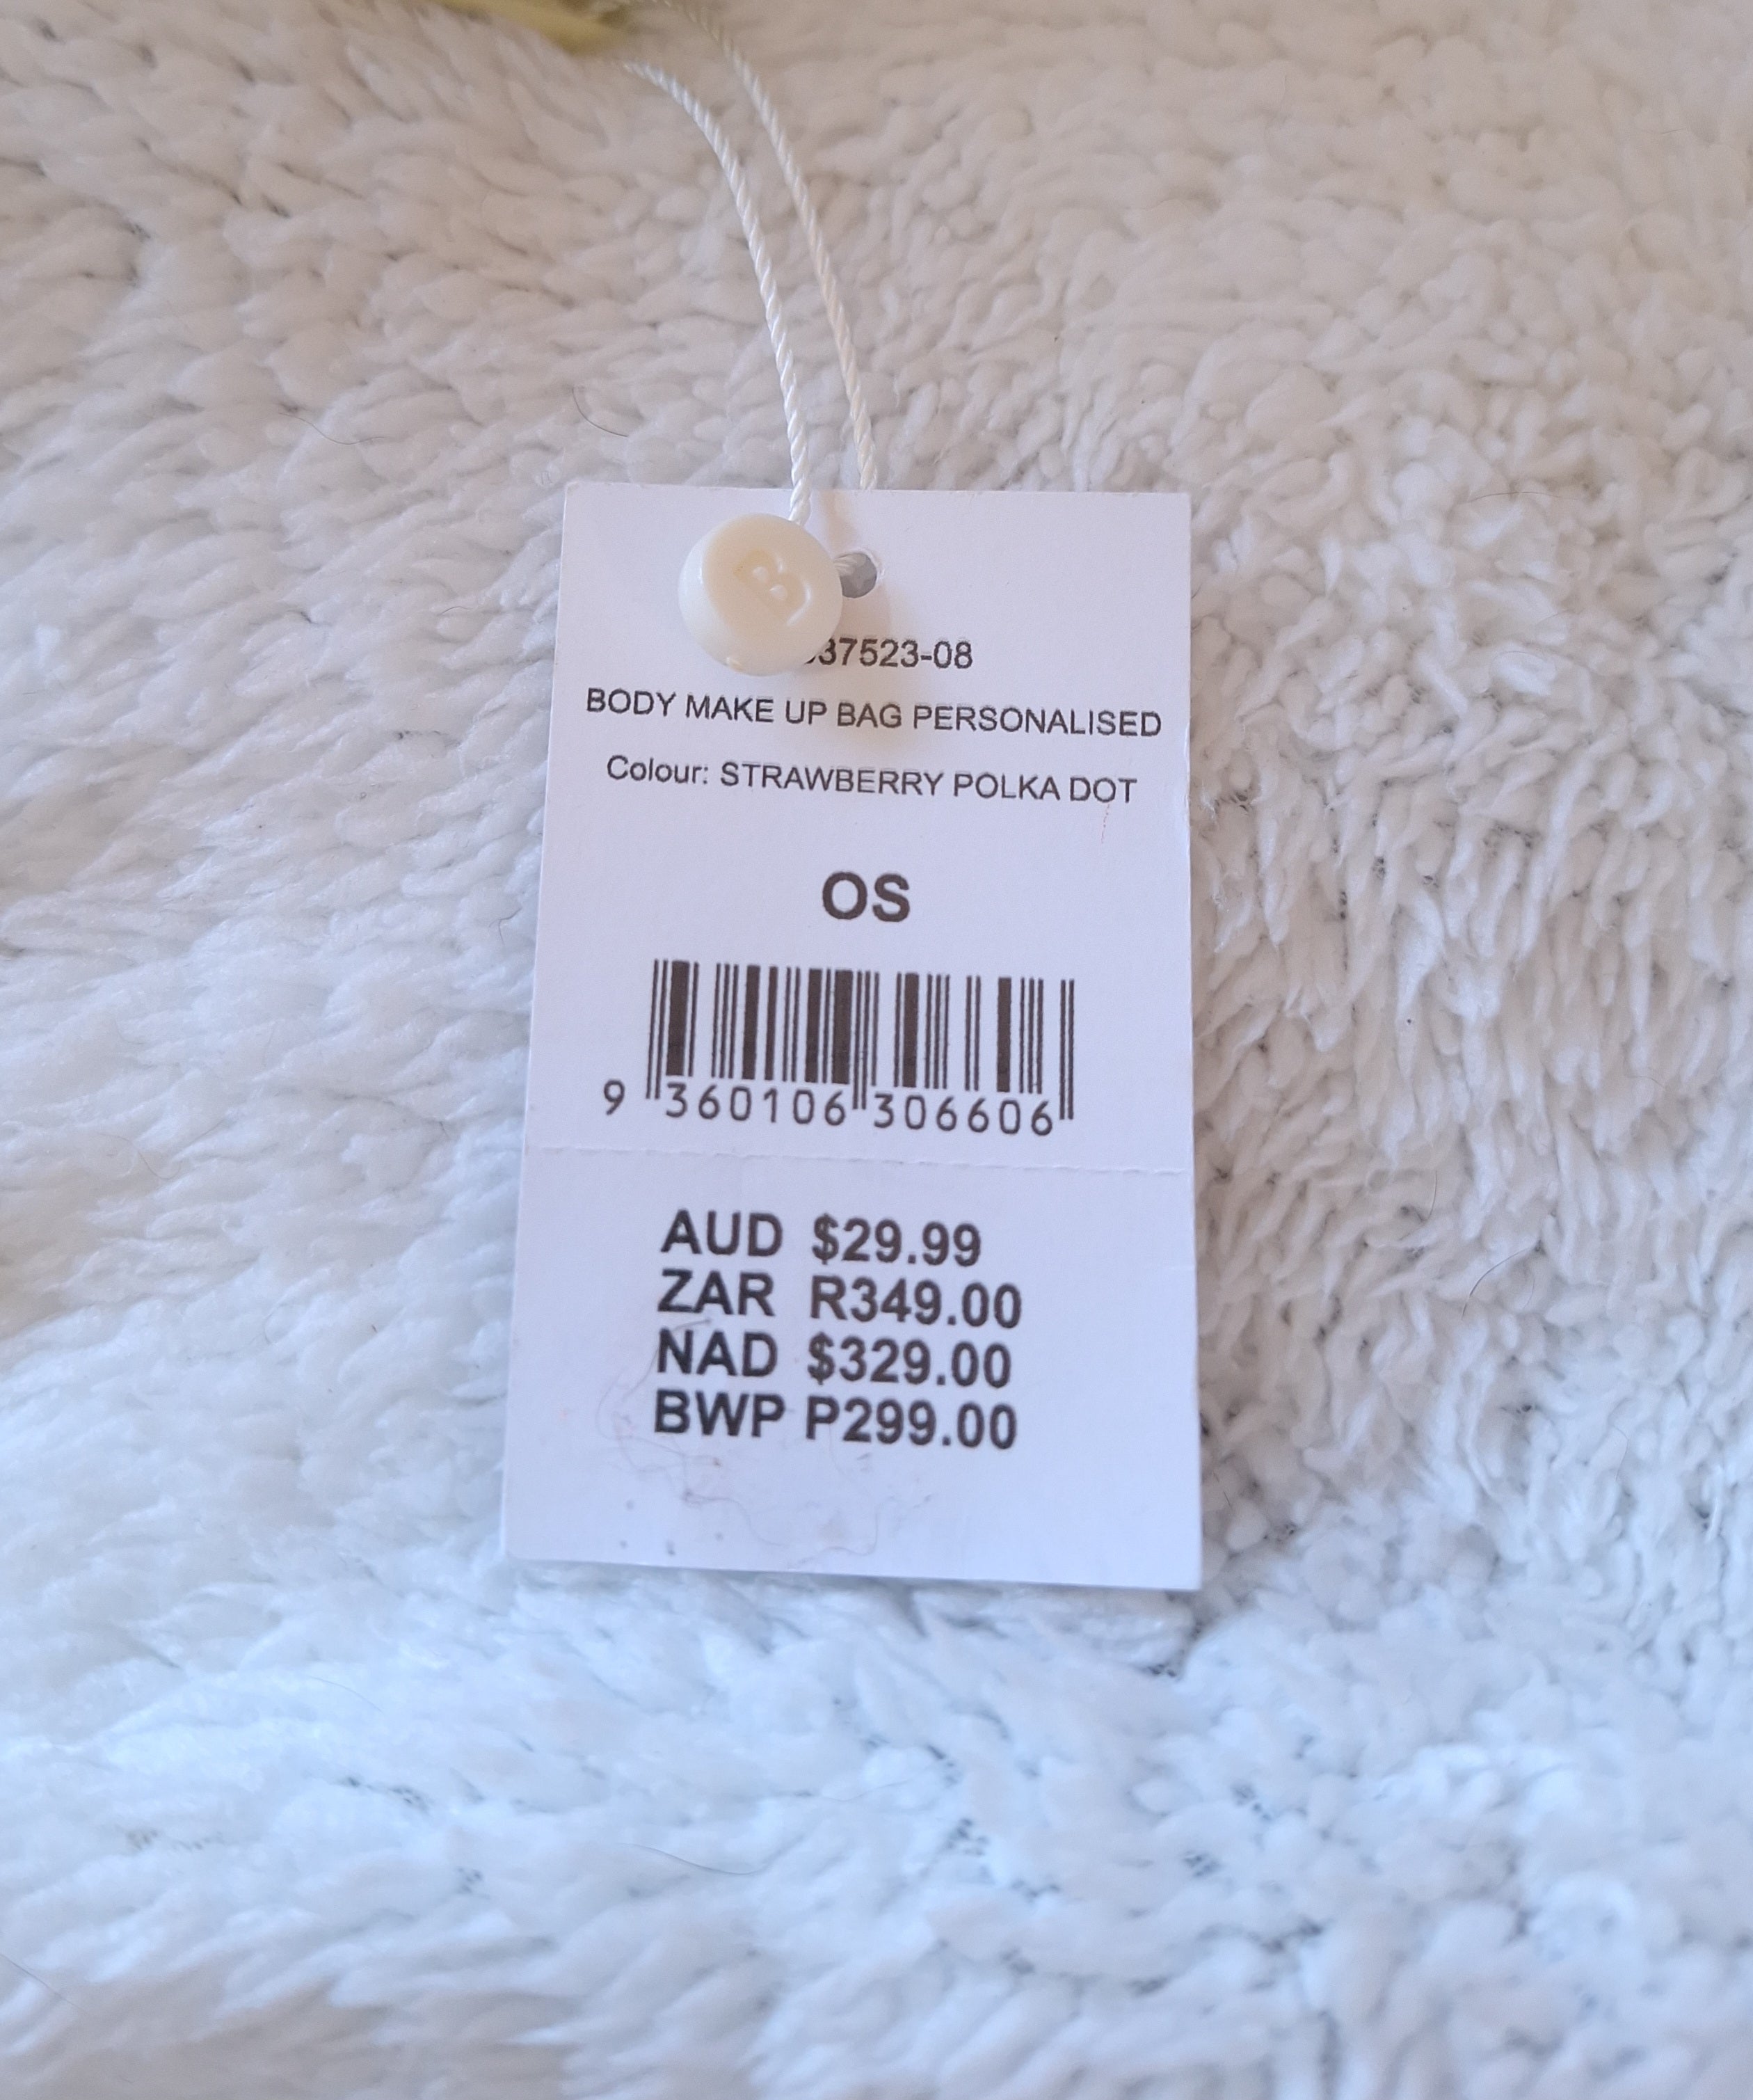 B
37523-08
BODY MAKE UP BAG PERSONALISED
Colour: STRAWBERRY POLKA DOT
OS
9 360106 306606
AUD $29.99
ZAR R349.00
NAD $329.00
BWP P299.00